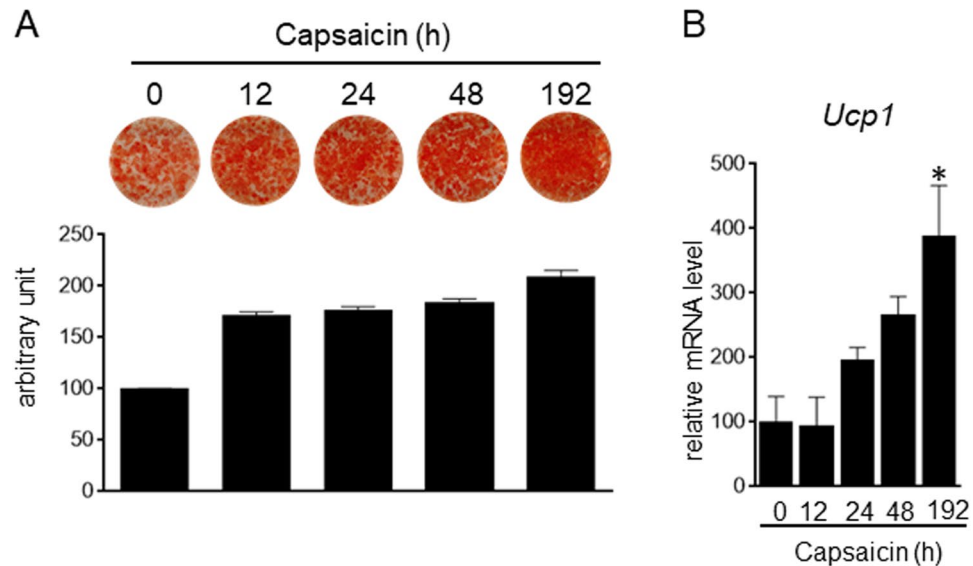 A
Capsaicin (h)
0 12 24 48 192
250
200
150
100
50
0
arbitrary unit
B
Ucp1
500
400
300
200
100
0
relative mRNA level
*
0 12 24 48 192
Capsaicin (h)